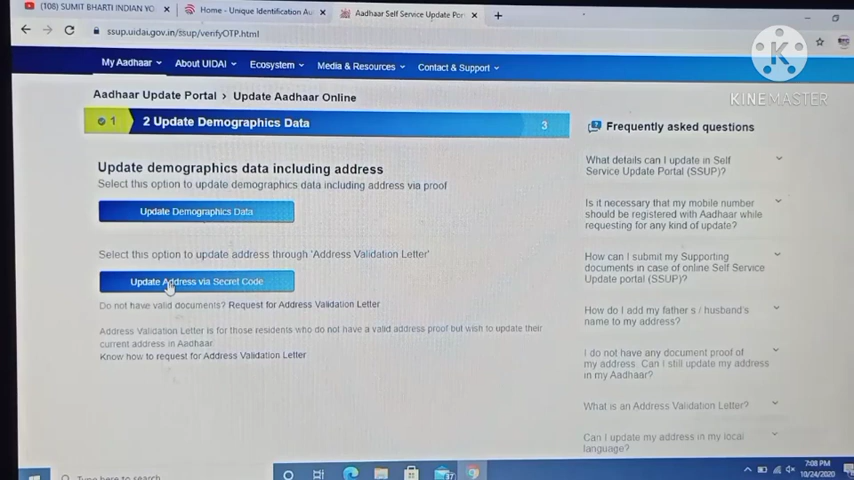 (108) SUMIT BHARTI INDIAN YO
Home - Unique Identification Au
Aadhaar Self Service Update Por
ssup.uidai.gov.in/ssup/verifyOTP.html
My Aadhaar
About UIDAI
Ecosystem
Media & Resources
Contact & Support
K
KINEMASTER
Aadhaar Update Portal > Update Aadhaar Online
1
2 Update Demographics Data
3
Update demographics data including address
Select this option to update demographics data including address via proof
Update Demographics Data
Select this option to update address through 'Address Validation Letter'
Update Address via Secret Code
Do not have valid documents? Request for Address Validation Letter
Address Validation Letter is for those residents who do not have a valid address proof but wish to update their
current address in Aadhaar
Know how to request for Address Validation Letter
Frequently asked questions
What details can I update in Self
Service Update Portal (SSUP)?
Is it necessary that my mobile number
should be registered with Aadhaar while
requesting for any kind of update?
How can I submit my Supporting
documents in case of online Self Service
Update portal (SSUP)?
How do I add my father s / husband's
name to my address?
I do not have any document proof of
my address. Can I still update my address
in my Aadhaar?
What is an Address Validation Letter?
Can I update my address in my local
language?
Type here to search
37
7:08 PM
10/24/2020